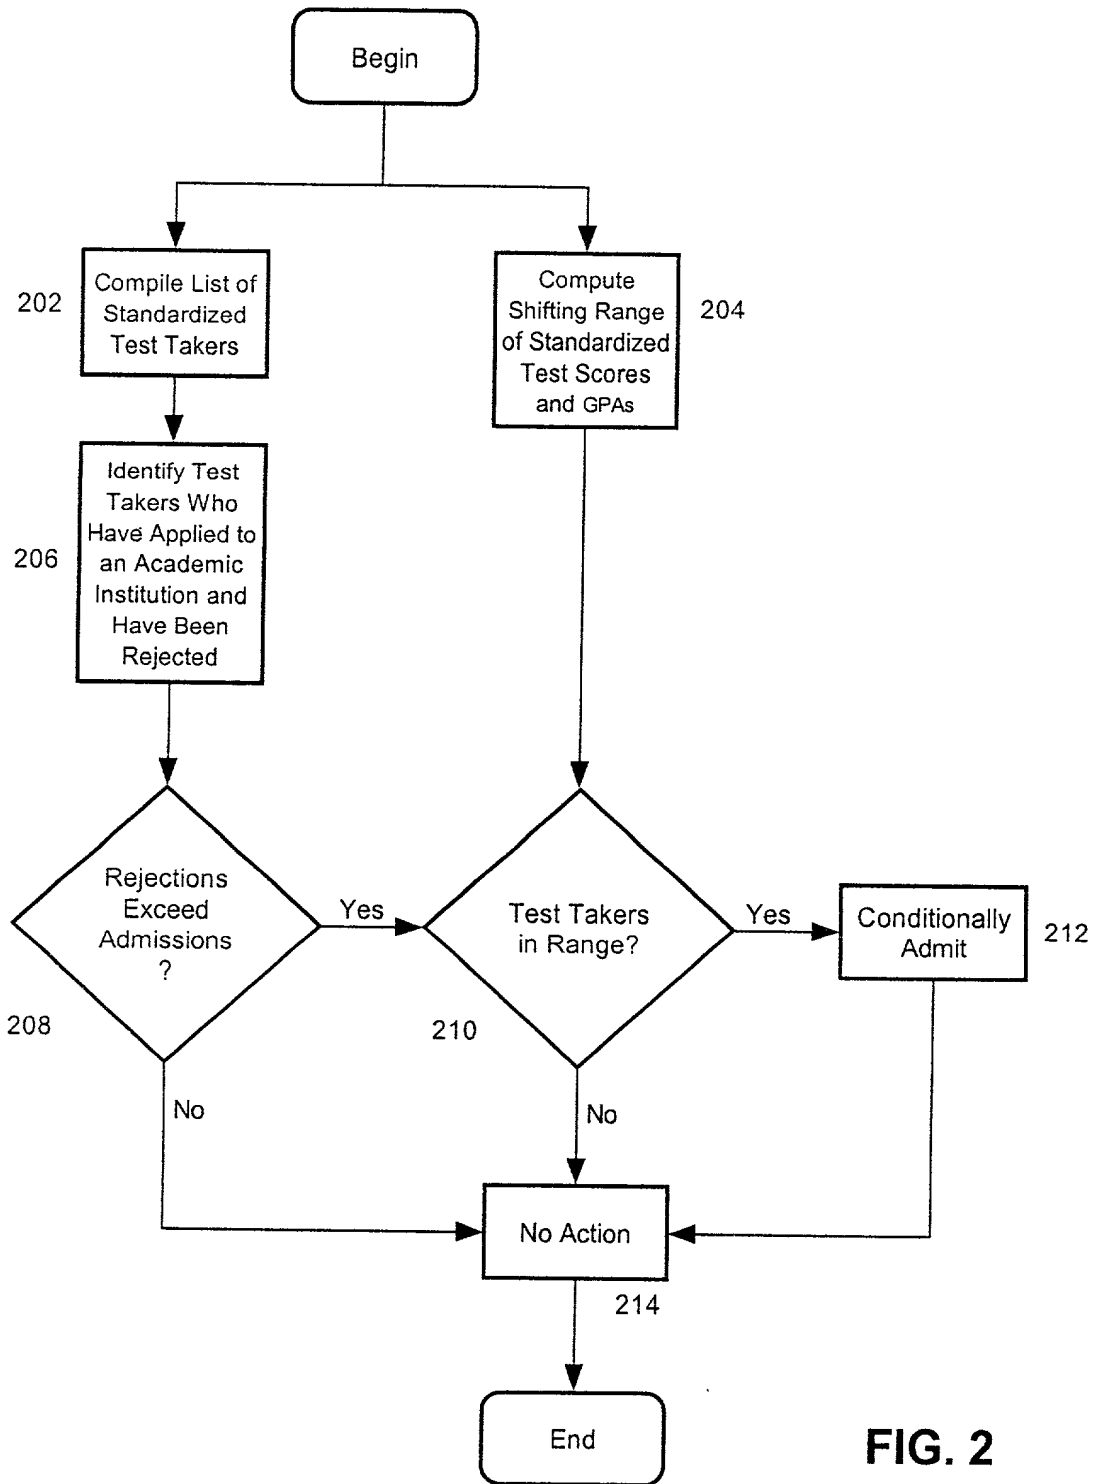 Begin
202
Compile List of
Standardized
Test Takers
Compute
Shifting Range
of Standardized
Test Scores
and GPAs
204
206
Identify Test
Takers Who
Have Applied to
an Academic
Institution and
Have Been
Rejected
Rejections
Exceed
Admissions
?
208
Yes
No
Test Takers
in Range?
210
Yes
No
Conditionally
Admit
212
No Action
214
End
FIG. 2